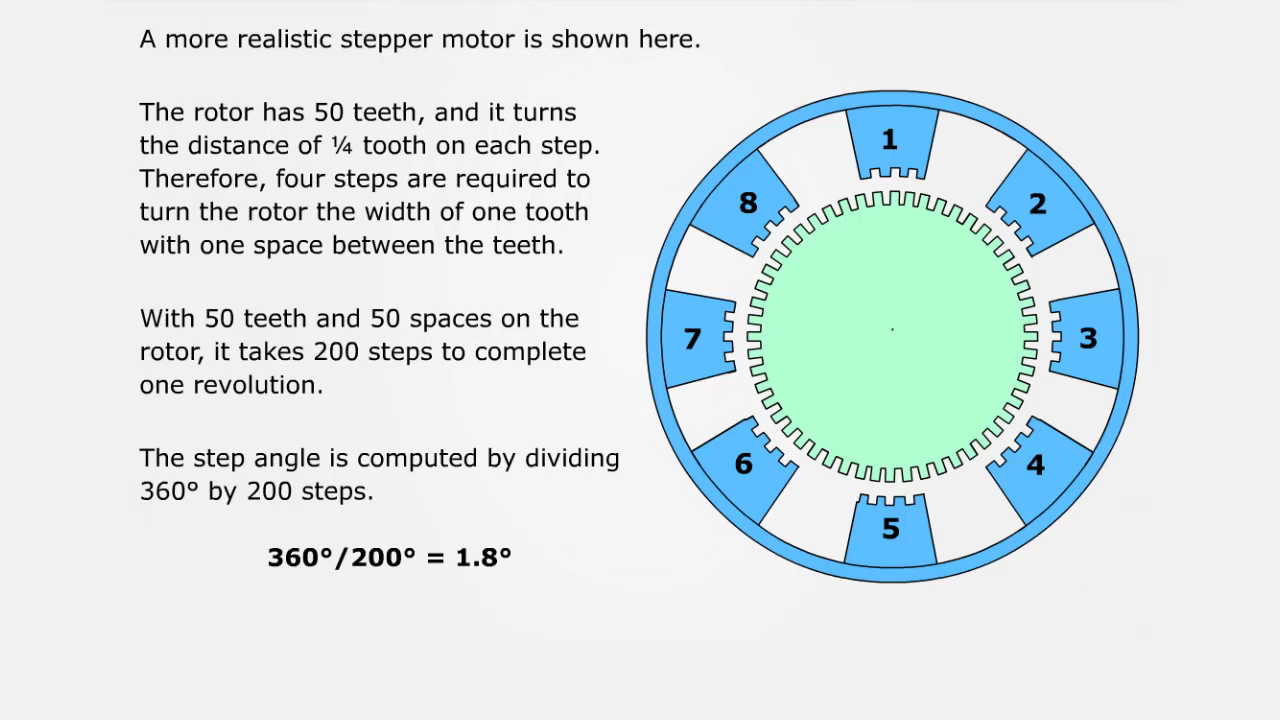 A more realistic stepper motor is shown here.
The rotor has 50 teeth, and it turns
the distance of ¼ tooth on each step.
Therefore, four steps are required to
turn the rotor the width of one tooth
with one space between the teeth.
With 50 teeth and 50 spaces on the
rotor, it takes 200 steps to complete
one revolution.
The step angle is computed by dividing
360° by 200 steps.
360°/200° = 1.8°
1
2
3
4
5
6
7
8